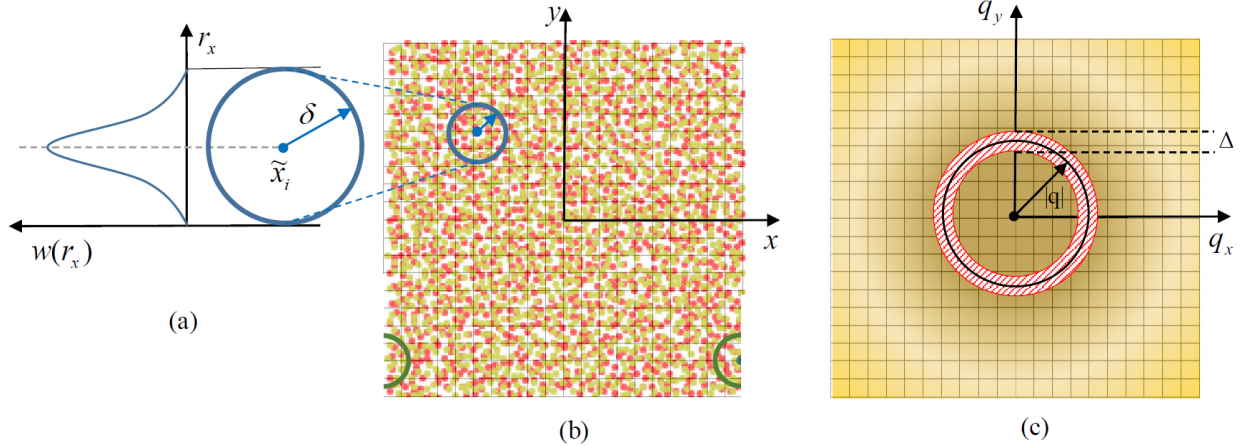 r_x
δ
x̃_i
w(r_x)
(a)
y
x
(b)
q_y
Δ
|q|
q_x
(c)